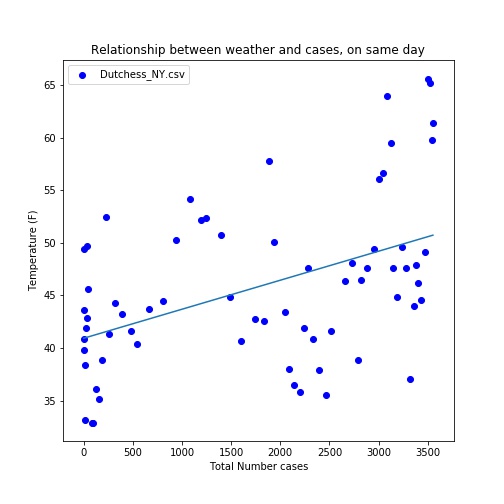 Relationship between weather and cases, on same day
Dutchess_NY.csv
65
60
55
50
45
40
35
Temperature (F)
0 500 1000 1500 2000 2500 3000 3500
Total Number cases